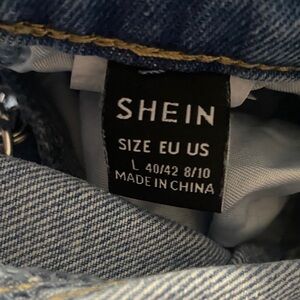 SHEIN
SIZE EU US
L 40/42 8/10
MADE IN CHINA